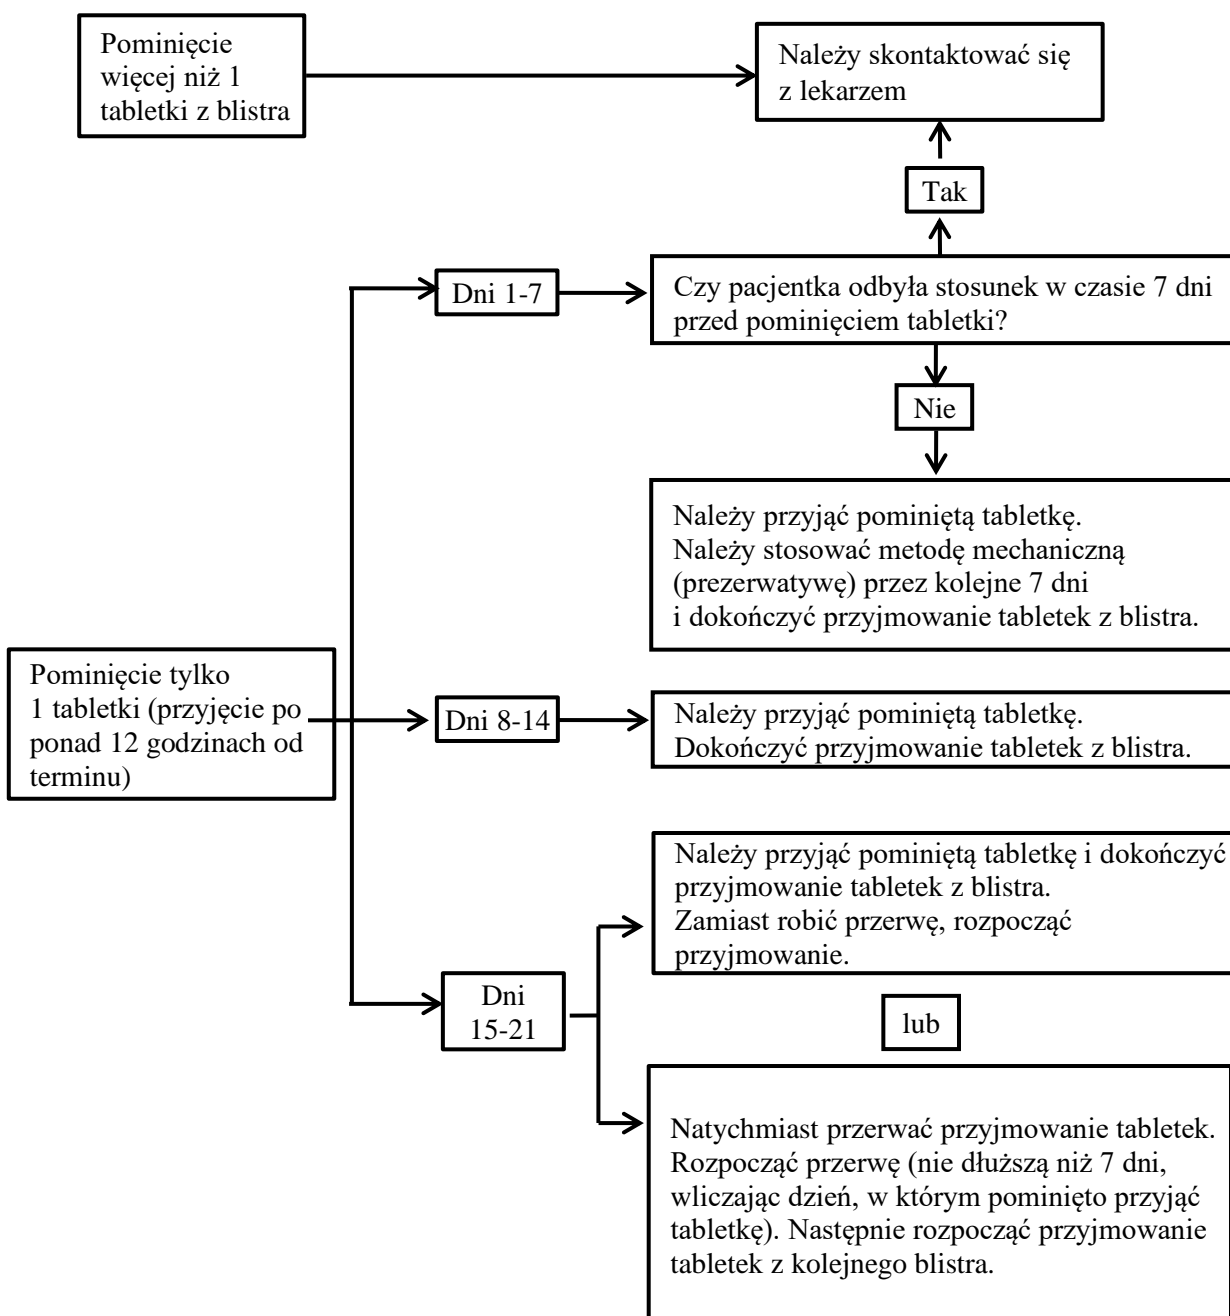 Pominięcie
więcej niż 1
tabletki z blistra
Należy skontaktować się
z lekarzem
Tak
Dni 1-7
Czy pacjentka odbyła stosunek w czasie 7 dni
przed pominięciem tabletki?
Nie
Należy przyjąć pominiętą tabletkę.
Należy stosować metodę mechaniczną
(prezerwatywę) przez kolejne 7 dni
i dokończyć przyjmowanie tabletek z blistra.
Pominięcie tylko
1 tabletki (przyjęcie po
ponad 12 godzinach od
terminu)
Dni 8-14
Należy przyjąć pominiętą tabletkę.
Dokończyć przyjmowanie tabletek z blistra.
Dni
15-21
Należy przyjąć pominiętą tabletkę i dokończyć
przyjmowanie tabletek z blistra.
Zamiast robić przerwę, rozpocząć
przyjmowanie.
lub
Natychmiast przerwać przyjmowanie tabletek.
Rozpocząć przerwę (nie dłuższą niż 7 dni,
wliczając dzień, w którym pominięto przyjąć
tabletkę). Następnie rozpocząć przyjmowanie
tabletek z kolejnego blistra.